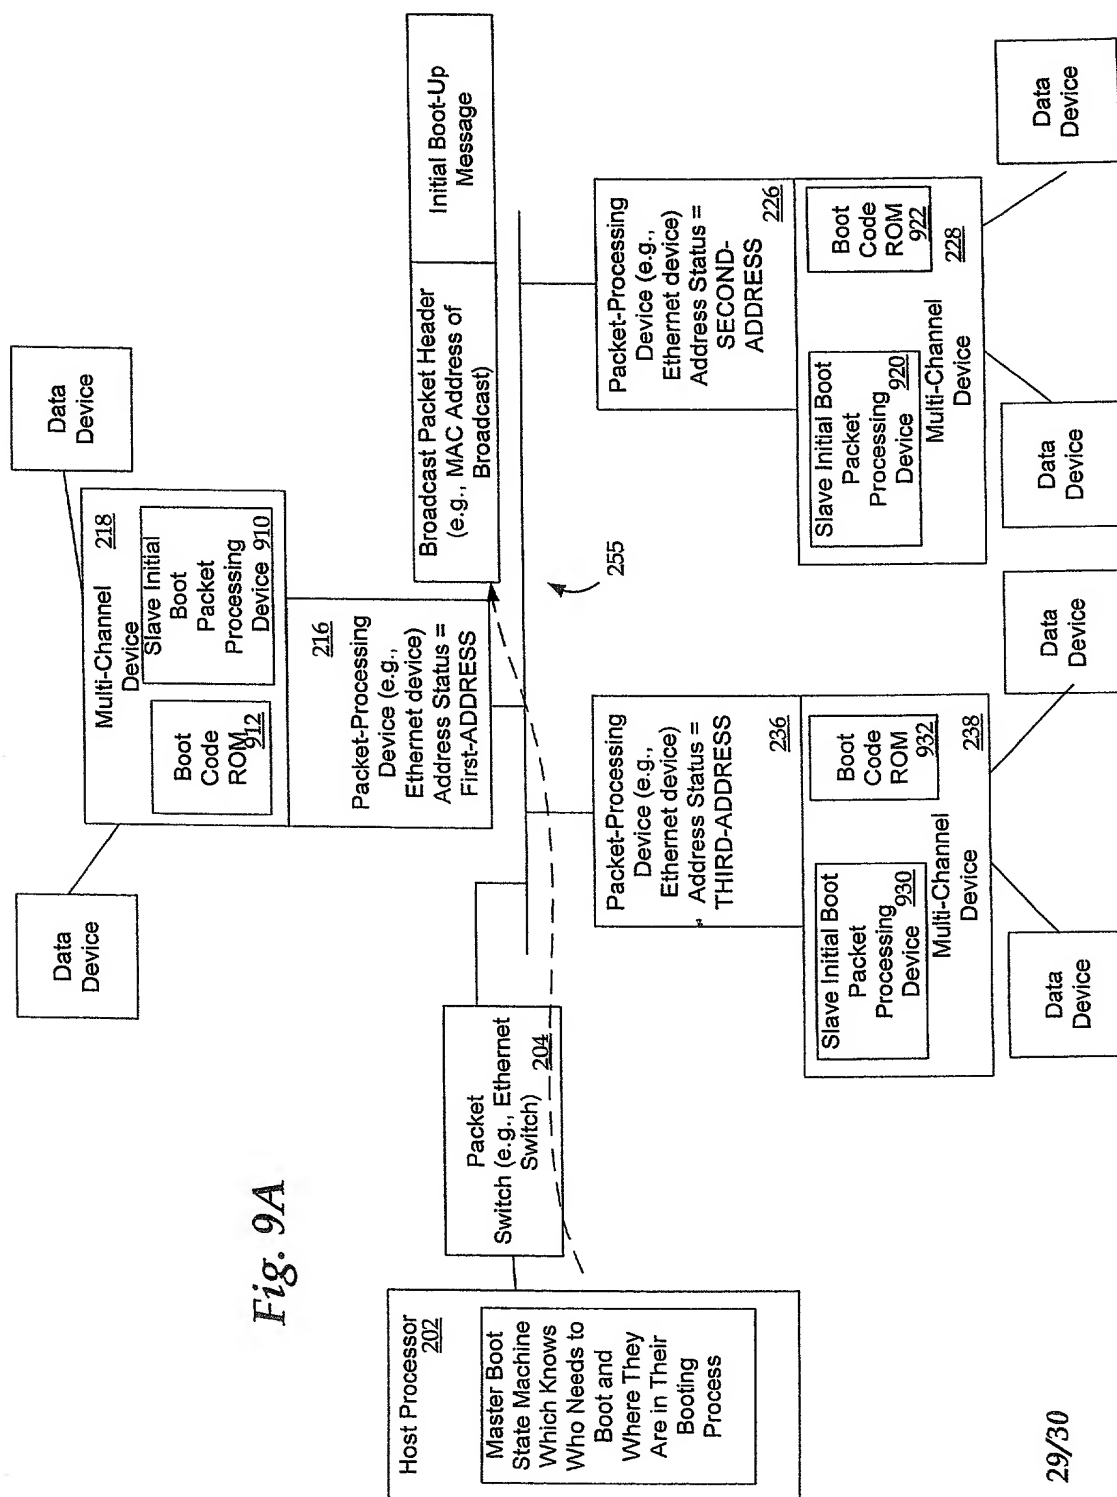 Fig. 9A
Host Processor
202
Master Boot
State Machine
Which Knows
Who Needs to
Boot and
Where They
Are in Their
Booting
Process
Packet
Switch (e.g., Ethernet
Switch)
204
Data
Device
Data
Device
Multi-Channel
Device
218
Boot
Code
ROM
912
Slave Initial
Boot
Packet
Processing
Device 910
216
Packet-Processing
Device (e.g.,
Ethernet device)
Address Status =
First-ADDRESS
Broadcast Packet Header
(e.g., MAC Address of
Broadcast)
Initial Boot-Up
Message
255
Packet-Processing
Device (e.g.,
Ethernet device)
Address Status =
THIRD-ADDRESS
236
Slave Initial Boot
Packet
Processing
Device 930
Boot
Code
ROM
932
Multi-Channel
Device
238
Data
Device
Data
Device
Packet-Processing
Device (e.g.,
Ethernet device)
Address Status =
SECOND-
ADDRESS
226
Slave Initial Boot
Packet
Processing
Device 920
Boot
Code
ROM
922
Multi-Channel
Device
228
Data
Device
Data
Device
29/30